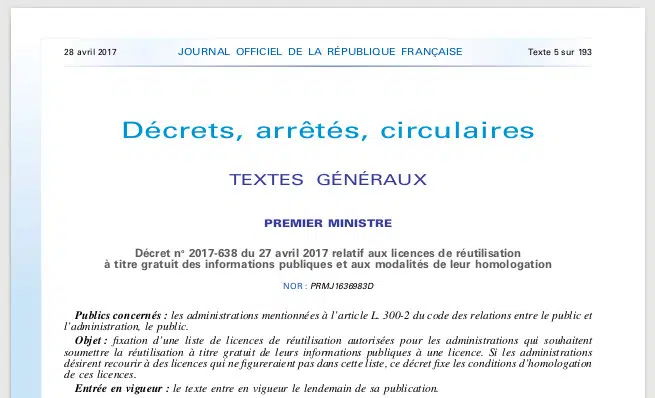 28 avril 2017 JOURNAL OFFICIEL DE LA RÉPUBLIQUE FRANÇAISE Texte 5 sur 193
Décrets, arrêtés, circulaires
TEXTES GÉNÉRAUX
PREMIER MINISTRE
Décret nº 2017-638 du 27 avril 2017 relatif aux licences de réutilisation
à titre gratuit des informations publiques et aux modalités de leur homologation
NOR : PRMJ1636983D
Publics concernés : les administrations mentionnées à l'article L. 300-2 du code des relations entre le public et
l'administration, le public.
Objet : fixation d'une liste de licences de réutilisation autorisées pour les administrations qui souhaitent
soumettre la réutilisation à titre gratuit de leurs informations publiques à une licence. Si les administrations
désirent recourir à des licences qui ne figureraient pas dans cette liste, ce décret fixe les conditions d'homologation
de ces licences.
Entrée en vigueur : le texte entre en vigueur le lendemain de sa publication.